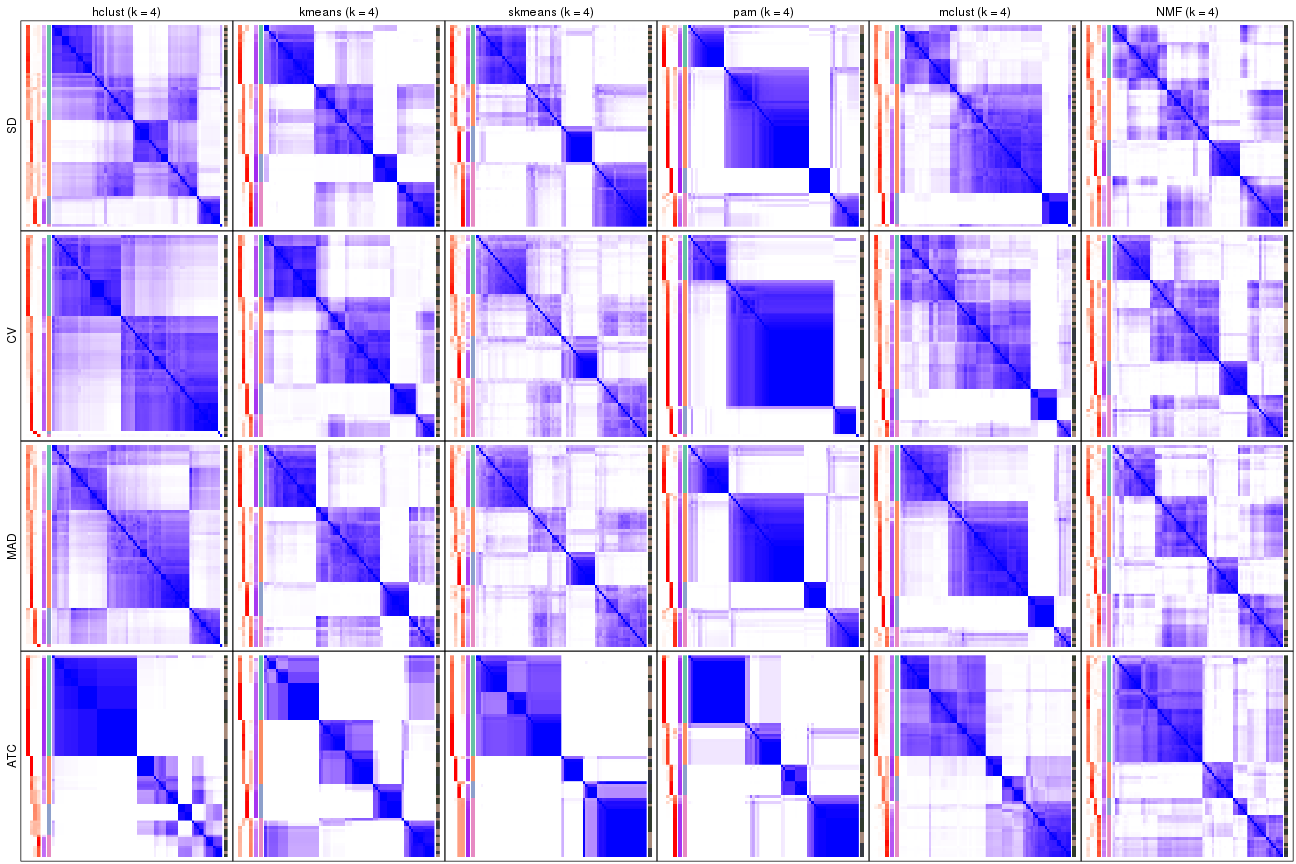 hclust (k = 4) kmeans (k = 4) skmeans (k = 4) pam (k = 4) mclust (k = 4) NMF (k = 4)
SD
CV
MAD
ATC